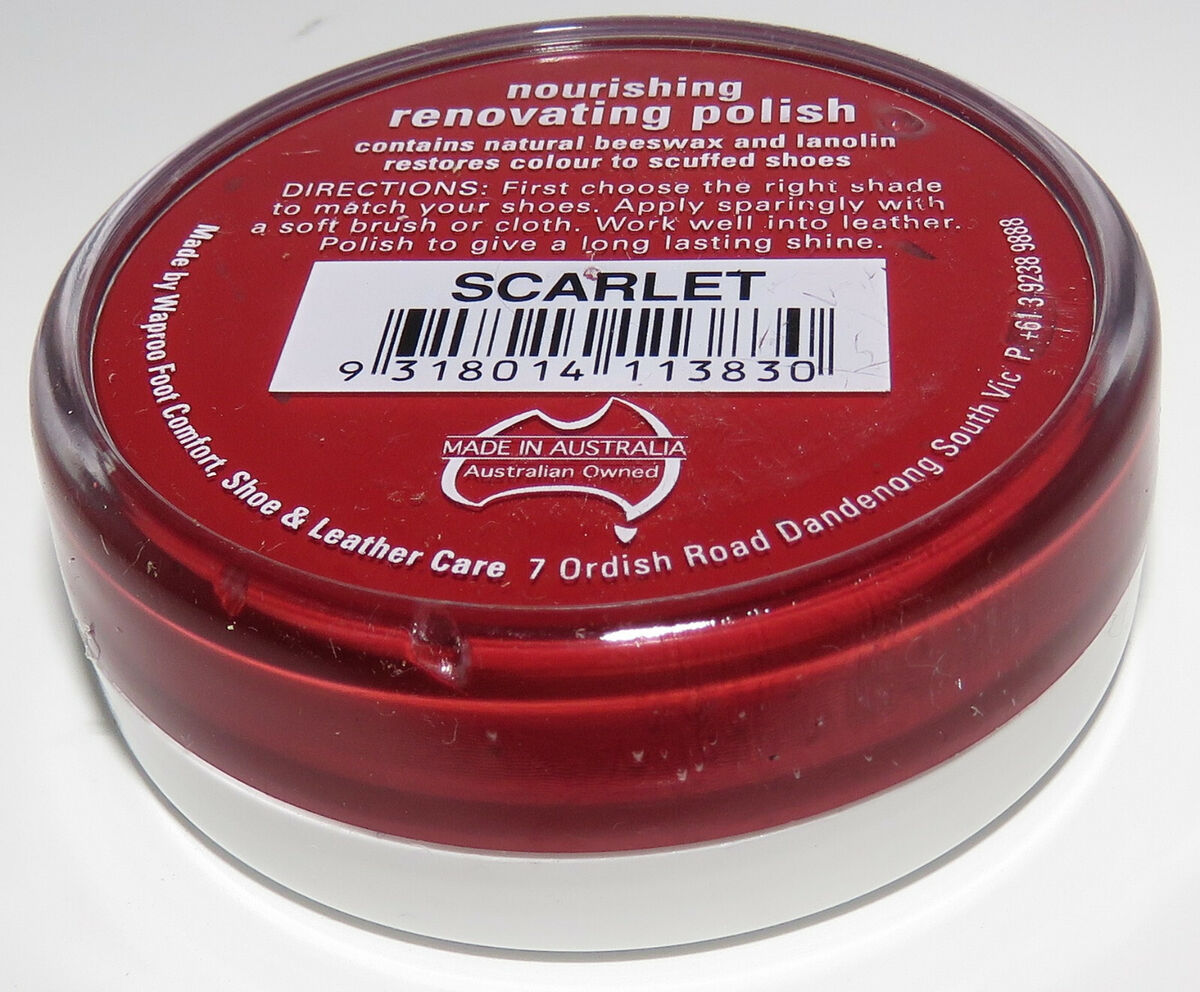 nourishing
renovating polish
contains natural beeswax and lanolin
restores colour to scuffed shoes
DIRECTIONS: First choose the right shade
to match your shoes. Apply sparingly with
a soft brush or cloth. Work well into leather.
Polish to give a long lasting shine.
SCARLET
9 318014 113830
MADE IN AUSTRALIA
Australian Owned
Made by Waproo Foot Comfort, Shoe & Leather Care 7 Ordish Road Dandenong South Vic P. +61 3 9238 9888